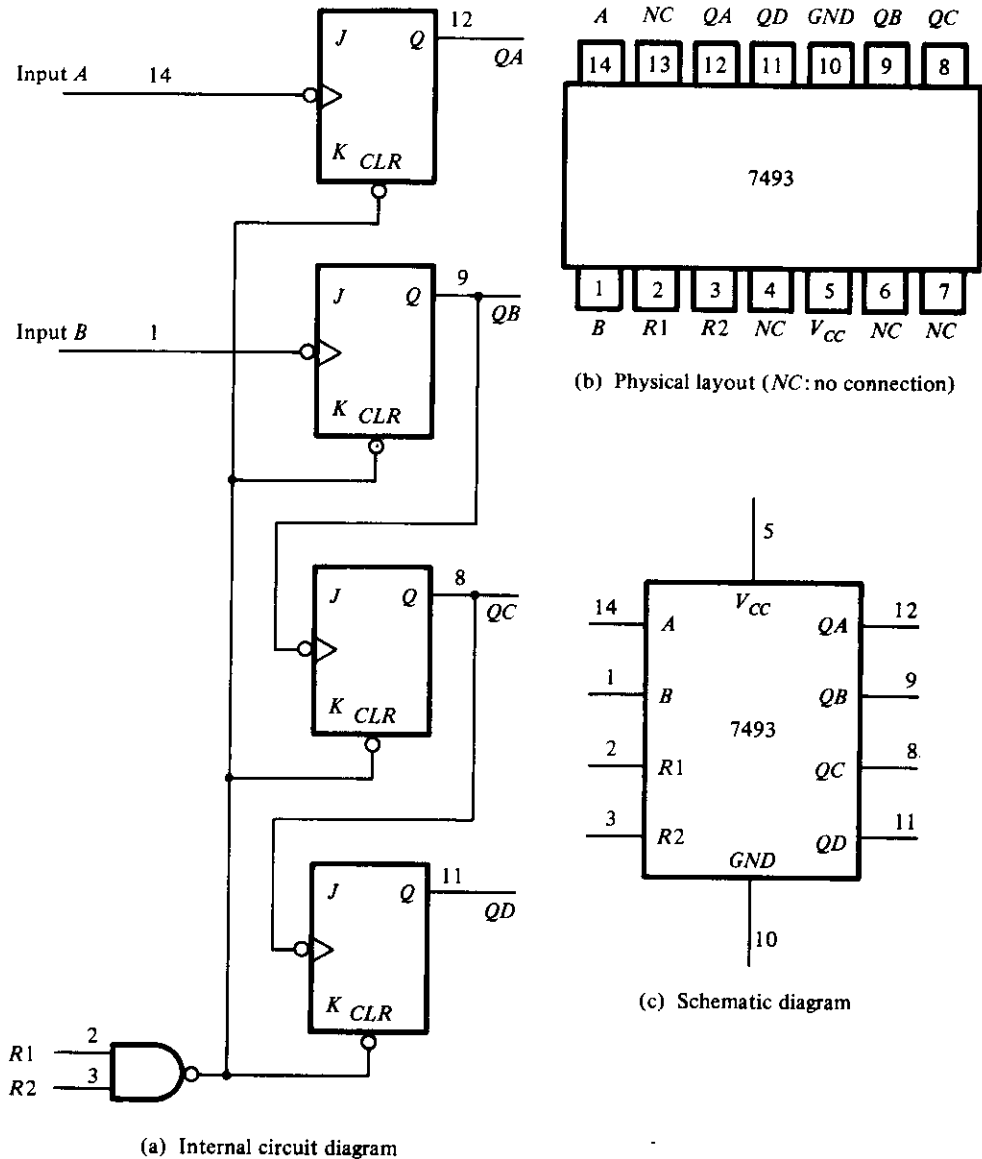 J Q 12
QA
Input A 14
K CLR
J Q 9
QB
Input B 1
K CLR
J Q 8
QC
K CLR
J Q 11
QD
K CLR
R1 2
R2 3
(a) Internal circuit diagram
A NC QA QD GND QB QC
14 13 12 11 10 9 8
7493
1 2 3 4 5 6 7
B R1 R2 NC VCC NC NC
(b) Physical layout (NC: no connection)
5
VCC
14 A QA 12
1 B QB 9
7493
2 R1 QC 8
3 R2 QD 11
GND
10
(c) Schematic diagram